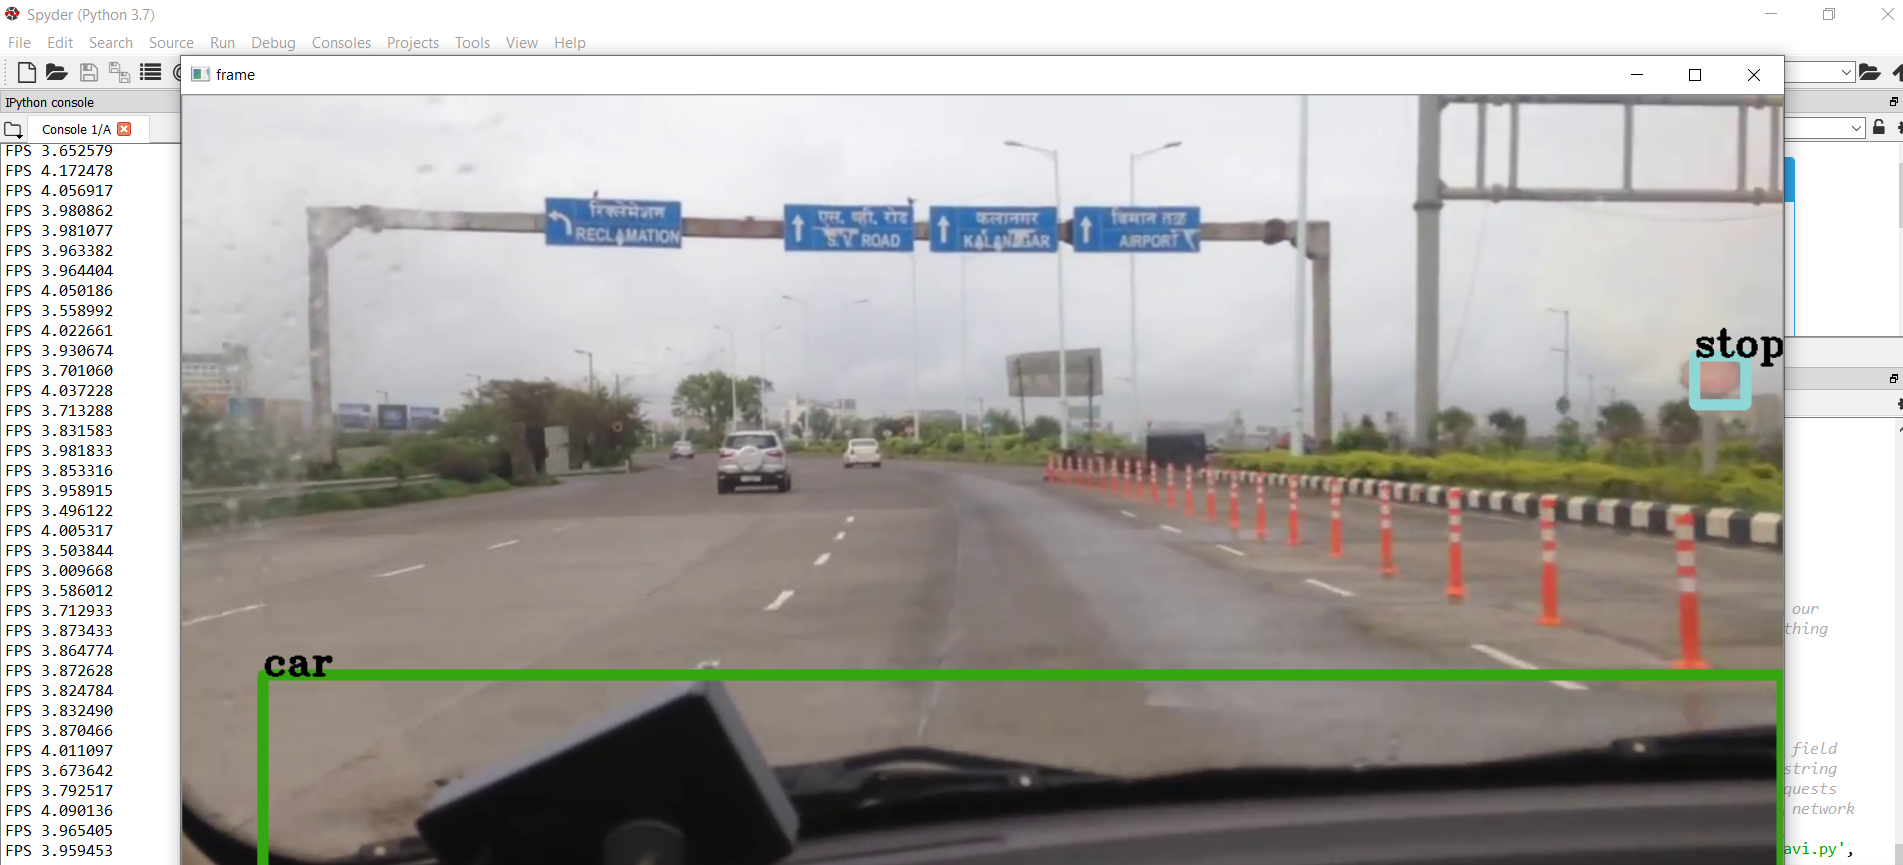 Spyder (Python 3.7)
File Edit Search Source Run Debug Consoles Projects Tools View Help
frame
IPython console
Console 1/A
FPS 3.652579
FPS 4.172478
FPS 4.056917
FPS 3.980862
FPS 3.981077
FPS 3.963382
FPS 3.964404
FPS 4.050186
FPS 3.558992
FPS 4.022661
FPS 3.930674
FPS 3.701060
FPS 4.037228
FPS 3.713288
FPS 3.831583
FPS 3.981833
FPS 3.853316
FPS 3.958915
FPS 3.496122
FPS 4.005317
FPS 3.503844
FPS 3.009668
FPS 3.586012
FPS 3.712933
FPS 3.873433
FPS 3.864774
FPS 3.872628
FPS 3.824784
FPS 3.832490
FPS 3.870466
FPS 4.011097
FPS 3.673642
FPS 3.792517
FPS 4.090136
FPS 3.965405
FPS 3.959453
रिक्लेमेशन
RECLAMATION
एस. व्ही. रोड
S.V. ROAD
कलानगर
KALANAGAR
विमान तळ
AIRPORT
stop
car
our
thing
field
string
quests
network
avi.py',